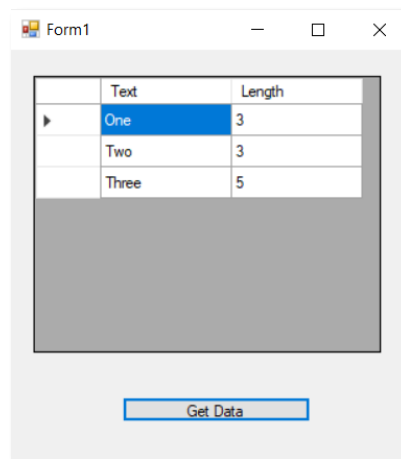 Form1
Text Length
One 3
Two 3
Three 5
Get Data